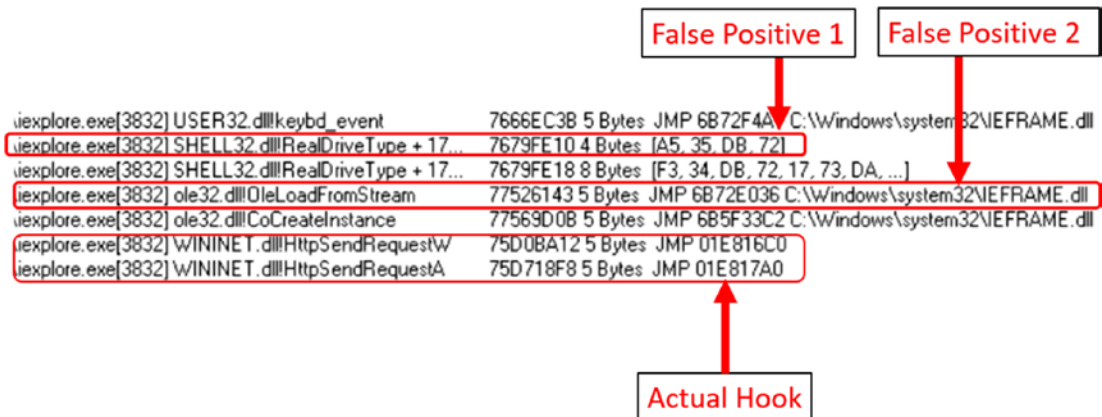 False Positive 1
False Positive 2
\iexplore.exe[3832] USER32.dll!keybd_event 7666EC3B 5 Bytes JMP 6B72F4A C:\Windows\system32\IEFRAME.dll
\iexplore.exe[3832] SHELL32.dll!RealDriveType + 17... 7679FE10 4 Bytes [A5, 35, DB, 72]
\iexplore.exe[3832] SHELL32.dll!RealDriveType + 17... 7679FE18 8 Bytes [F3, 34, DB, 72, 17, 73, DA, ...]
\iexplore.exe[3832] ole32.dll!OleLoadFromStream 77526143 5 Bytes JMP 6B72E036 C:\Windows\system32\IEFRAME.dll
\iexplore.exe[3832] ole32.dll!CoCreateInstance 77569D0B 5 Bytes JMP 6B5F33C2 C:\Windows\system32\IEFRAME.dll
\iexplore.exe[3832] WININET.dll!HttpSendRequestW 75D0BA12 5 Bytes JMP 01E816C0
\iexplore.exe[3832] WININET.dll!HttpSendRequestA 75D718F8 5 Bytes JMP 01E817A0
Actual Hook